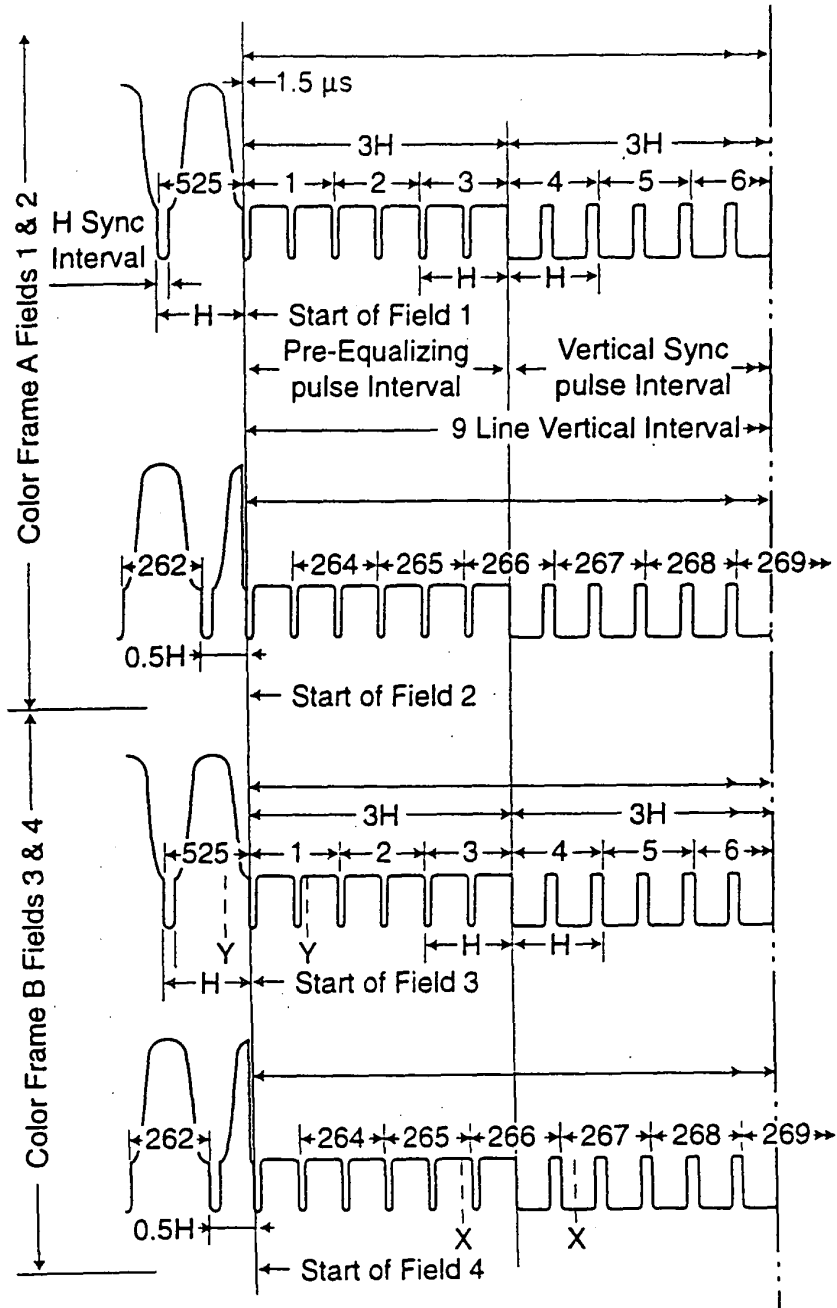 1.5 µs
3H 3H
525 1 2 3 4 5 6
H Sync
Interval
H H
H Start of Field 1
Pre-Equalizing
pulse Interval
Vertical Sync
pulse Interval
9 Line Vertical Interval
Color Frame A Fields 1 & 2
262 264 265 266 267 268 269
0.5H
Start of Field 2
3H 3H
525 1 2 3 4 5 6
Y Y H H
H Start of Field 3
Color Frame B Fields 3 & 4
262 264 265 266 267 268 269
0.5H X X
Start of Field 4